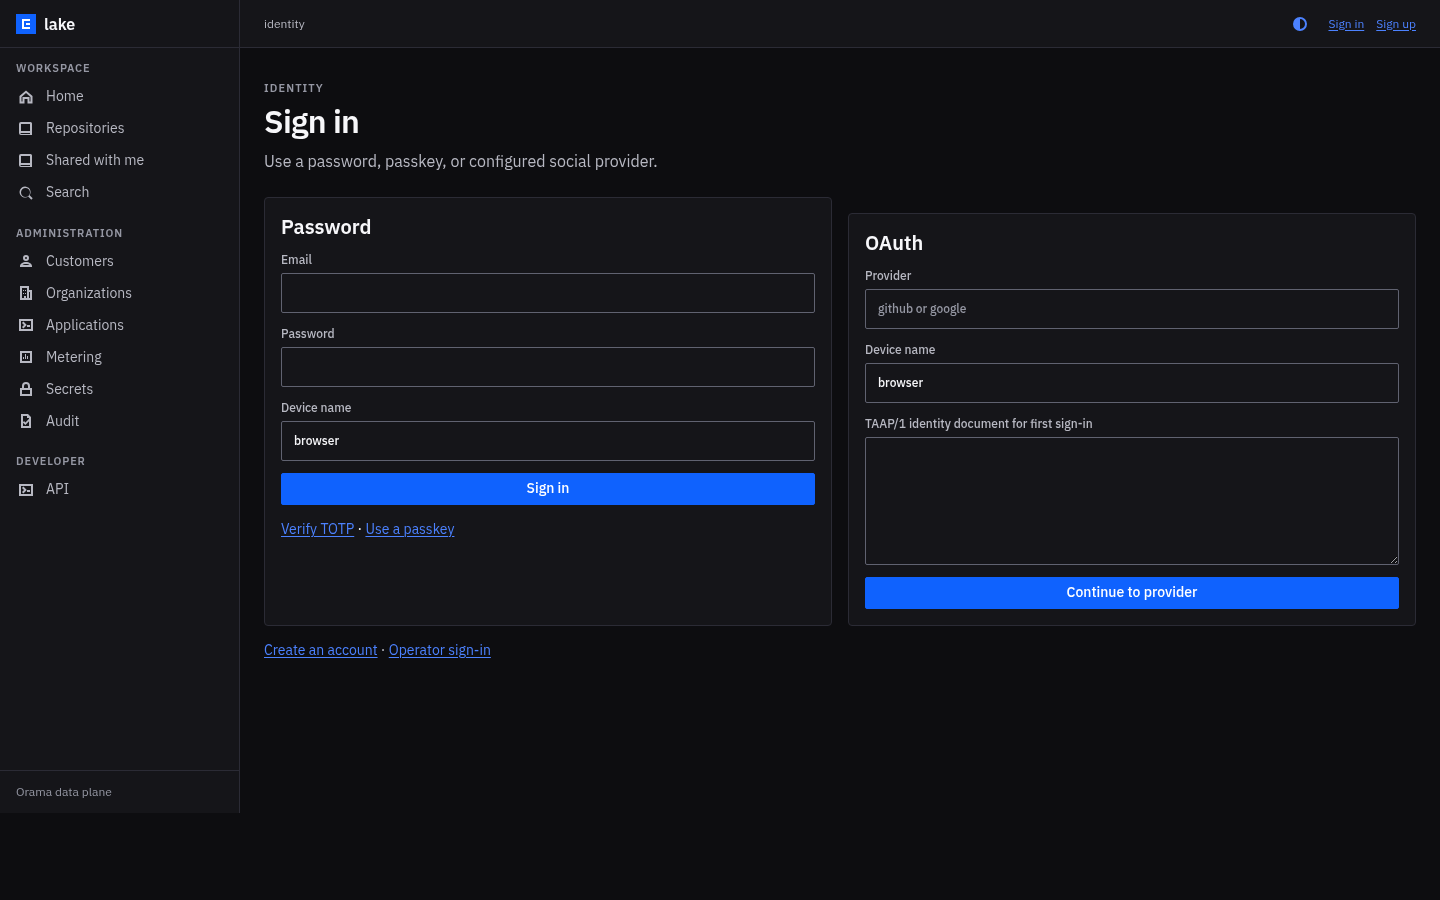 lake
identity
Sign in
Sign up
WORKSPACE
Home
Repositories
Shared with me
Search
ADMINISTRATION
Customers
Organizations
Applications
Metering
Secrets
Audit
DEVELOPER
API
Orama data plane
IDENTITY
Sign in
Use a password, passkey, or configured social provider.
Password
Email
Password
Device name
browser
Sign in
Verify TOTP · Use a passkey
OAuth
Provider
github or google
Device name
browser
TAAP/1 identity document for first sign-in
Continue to provider
Create an account · Operator sign-in